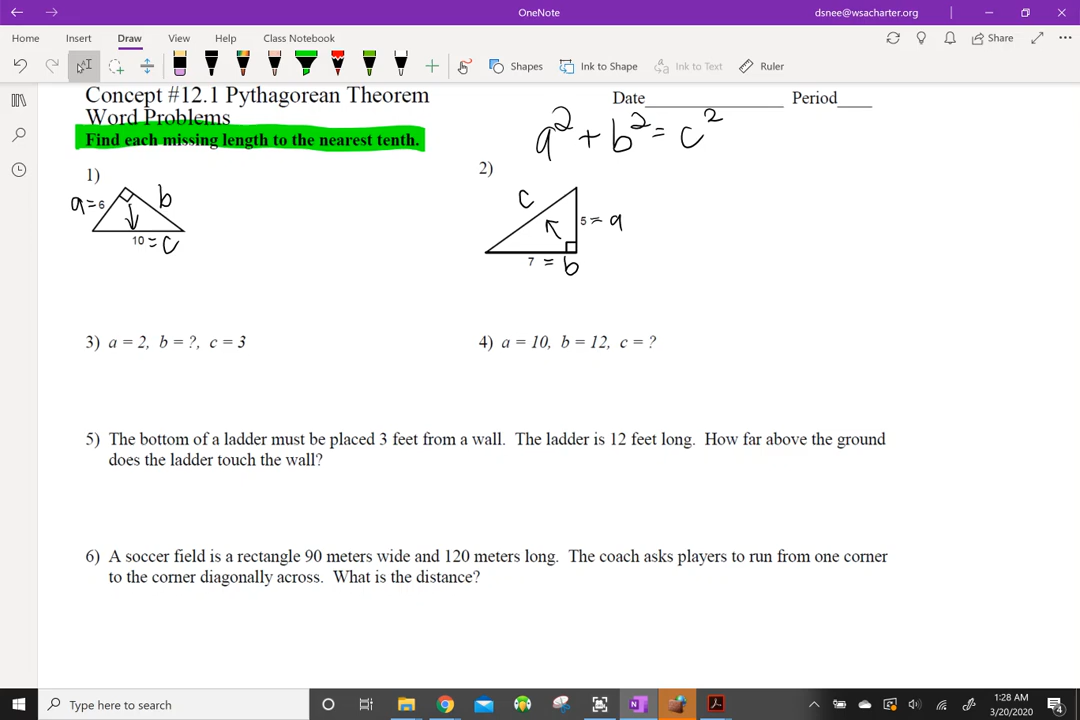 OneNote
dsnee@wsacharter.org
Home Insert Draw View Help Class Notebook Share
Shapes Ink to Shape Ink to Text Ruler
Concept #12.1 Pythagorean Theorem
Word Problems
Date____________________ Period_____
Find each missing length to the nearest tenth.
a² + b² = c²
1)
a=6 b
10=c
2)
c
5=a
7=b
3) a = 2, b = ?, c = 3
4) a = 10, b = 12, c = ?
5) The bottom of a ladder must be placed 3 feet from a wall. The ladder is 12 feet long. How far above the ground
does the ladder touch the wall?
6) A soccer field is a rectangle 90 meters wide and 120 meters long. The coach asks players to run from one corner
to the corner diagonally across. What is the distance?
Type here to search
1:28 AM
3/20/2020
4